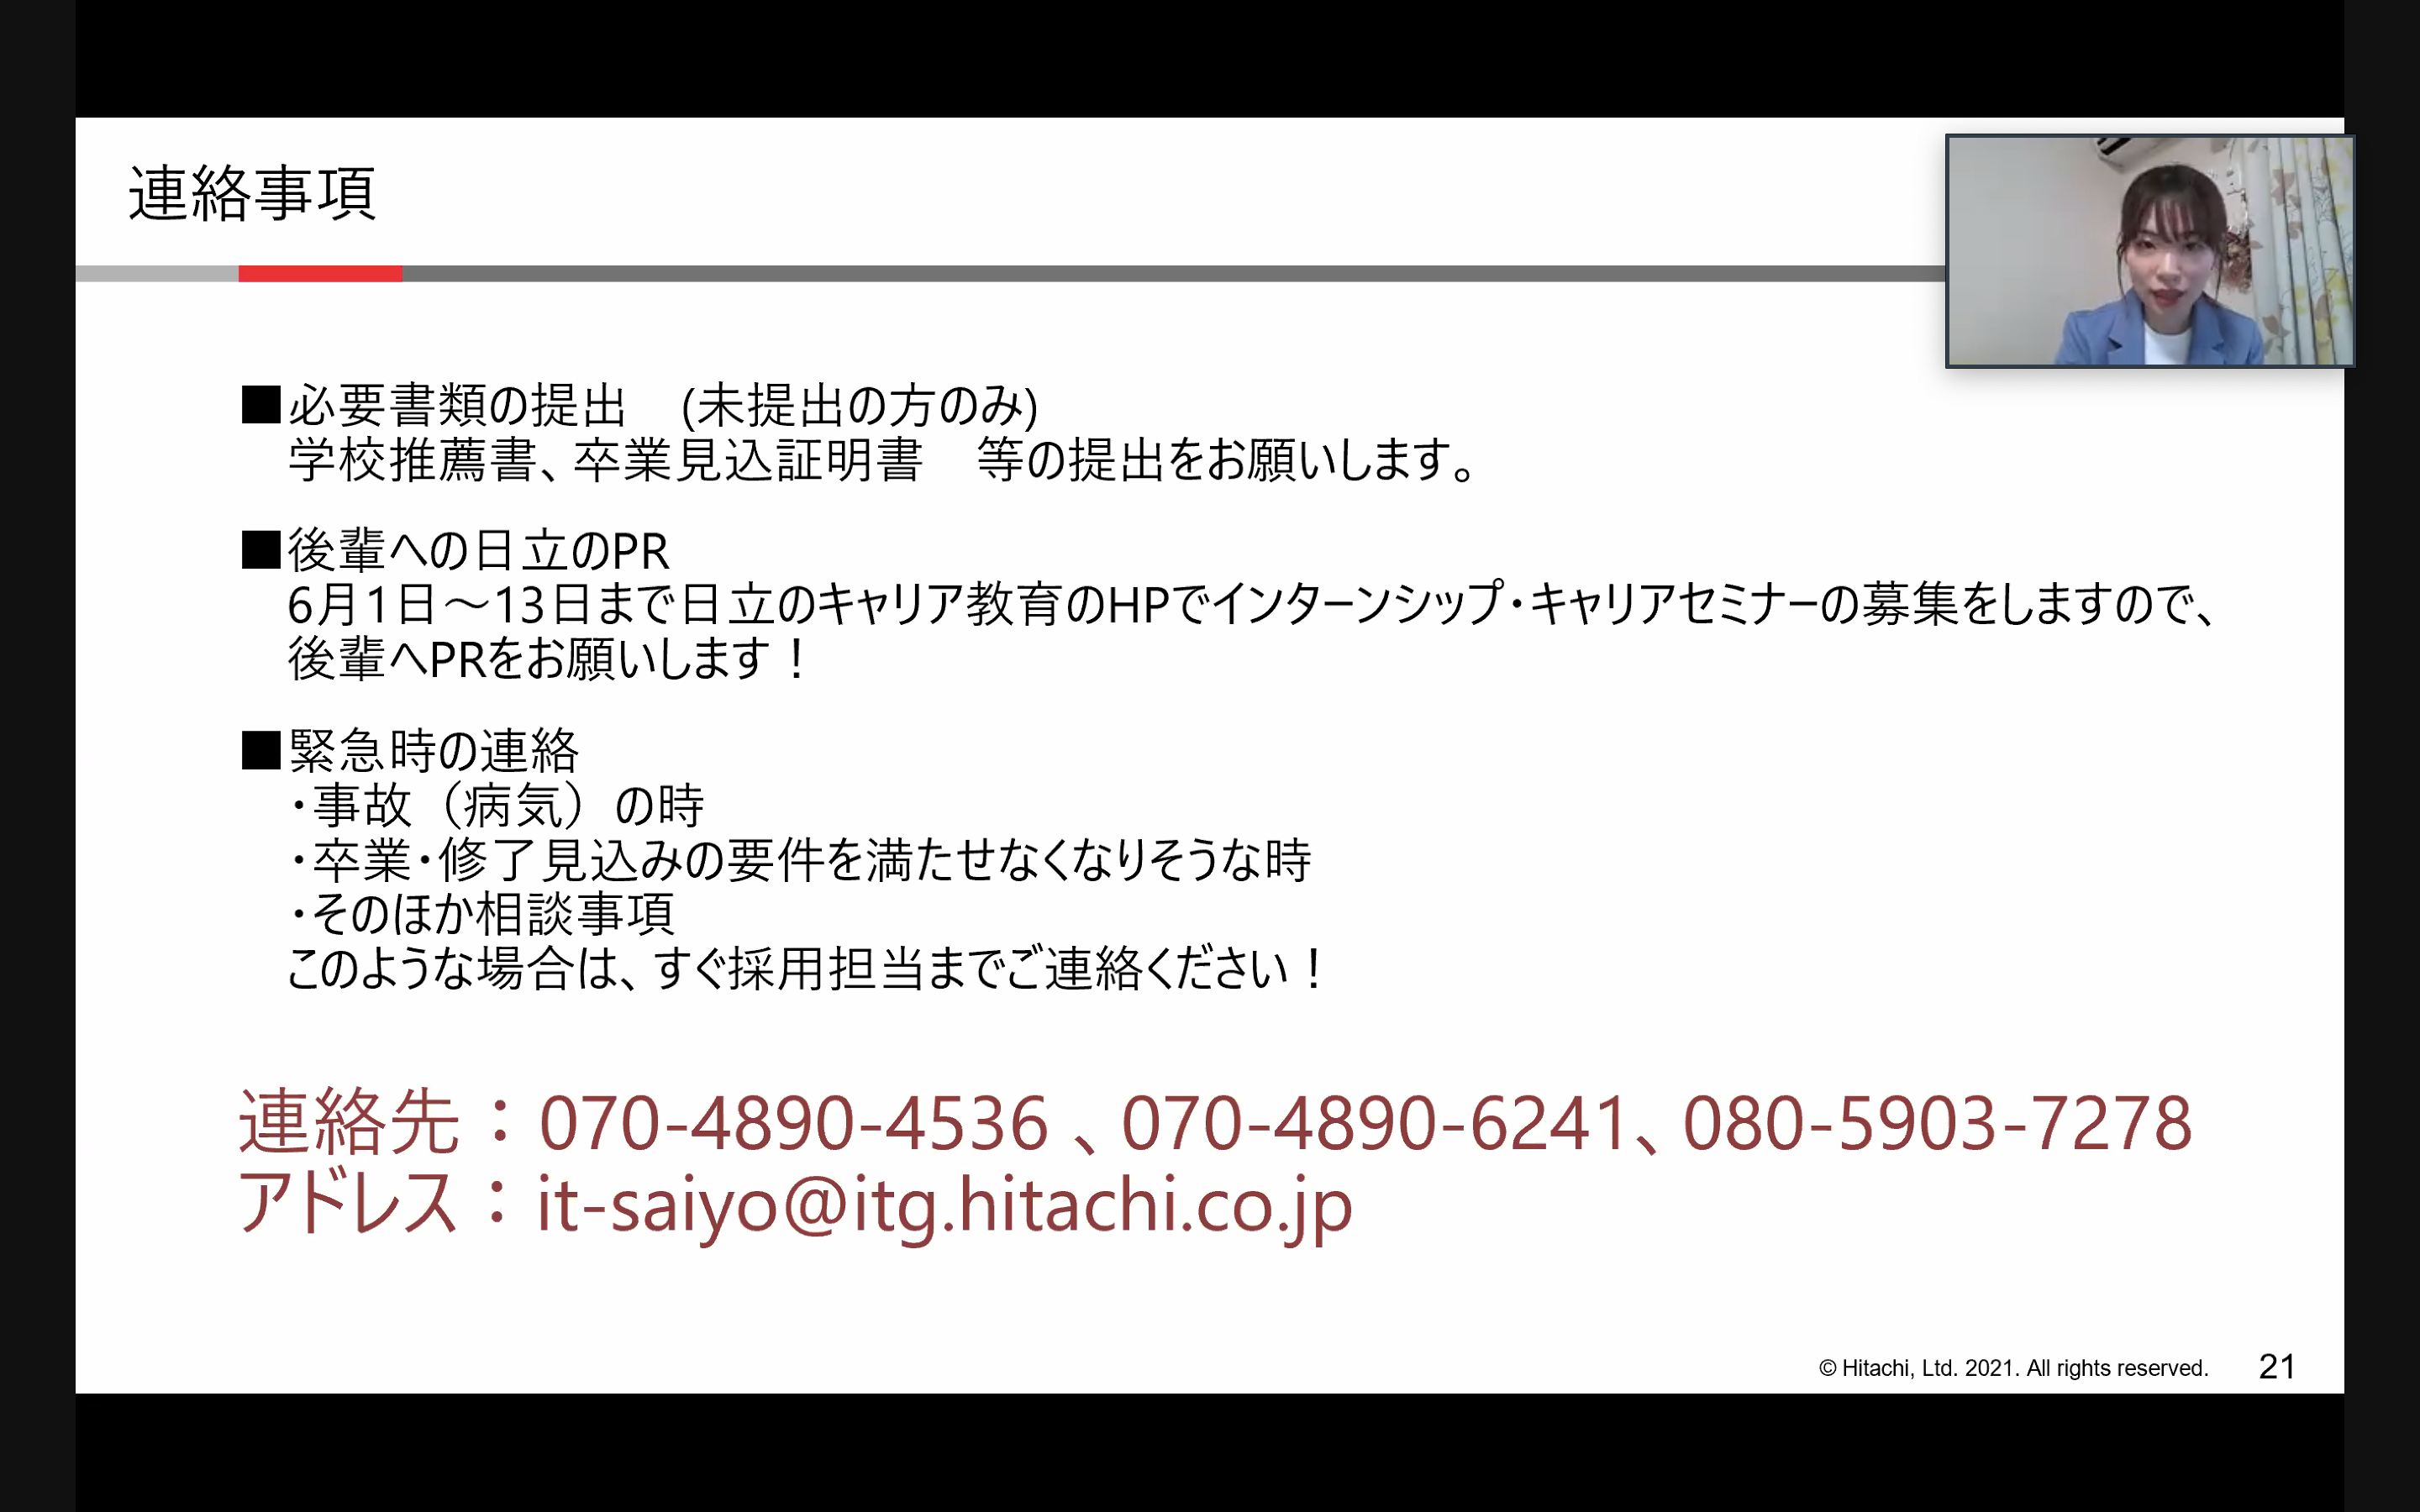 連絡事項
■必要書類の提出　(未提出の方のみ)
学校推薦書、卒業見込証明書　等の提出をお願いします。
■後輩への日立のPR
6月1日～13日まで日立のキャリア教育のHPでインターンシップ・キャリアセミナーの募集をしますので、
後輩へPRをお願いします！
■緊急時の連絡
・事故（病気）の時
・卒業・修了見込みの要件を満たせなくなりそうな時
・そのほか相談事項
このような場合は、すぐ採用担当までご連絡ください！
連絡先：070-4890-4536 、070-4890-6241、080-5903-7278
アドレス：it-saiyo@itg.hitachi.co.jp
© Hitachi, Ltd. 2021. All rights reserved. 21